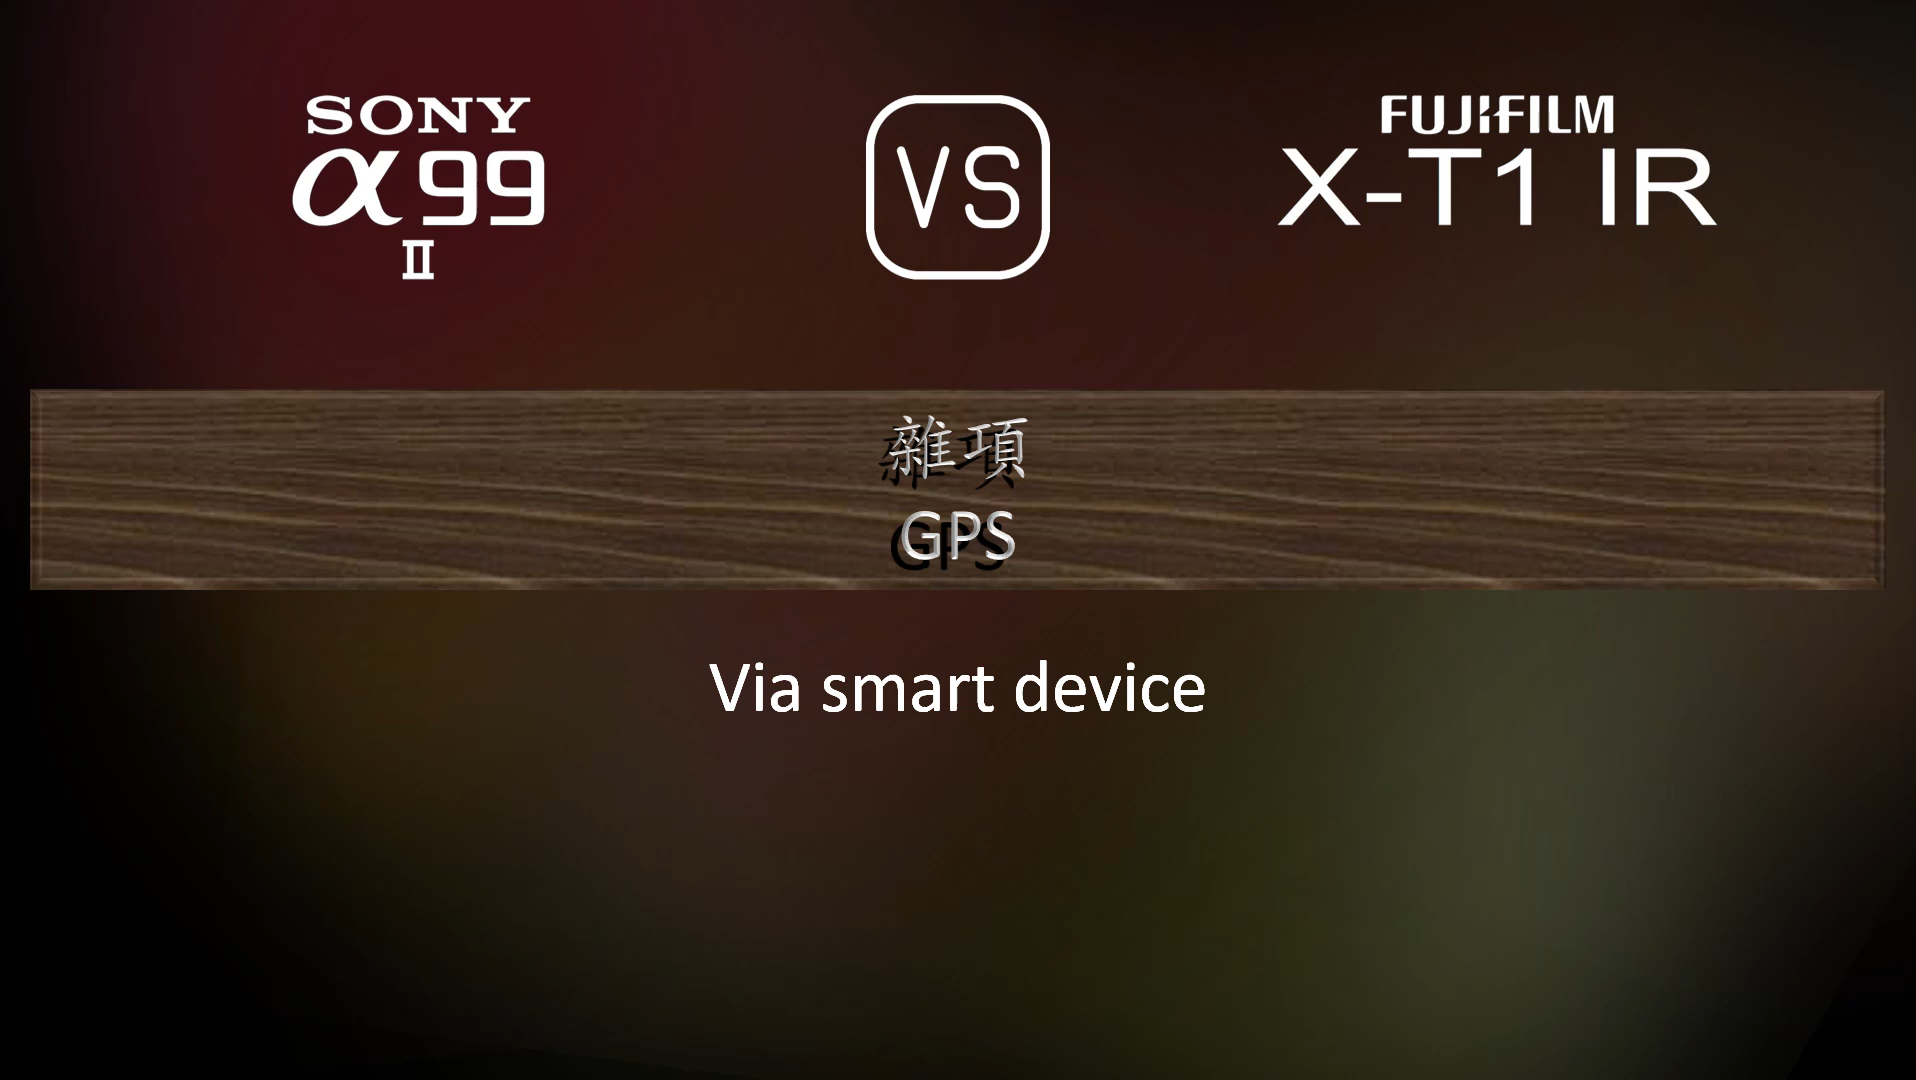 SONY
α99
II
VS
FUJIFILM
X-T1 IR
雜項
GPS
Via smart device